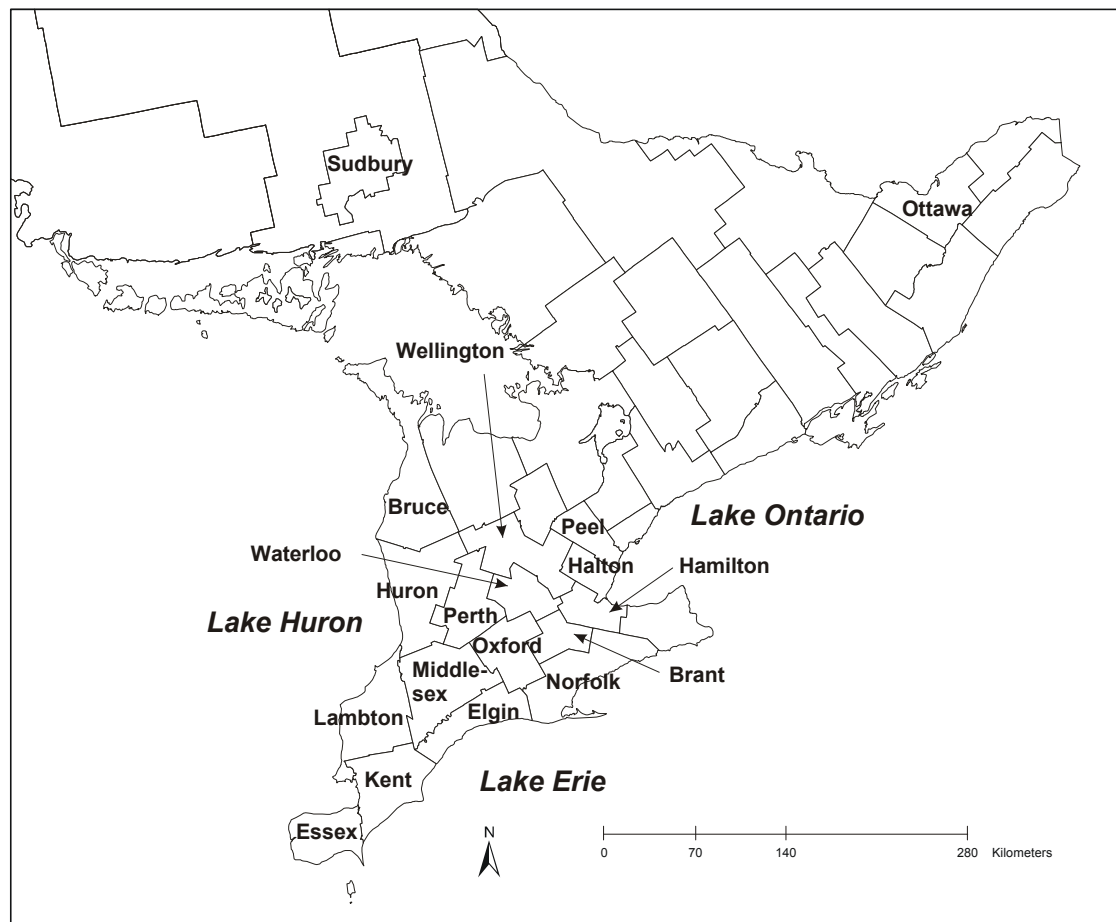 Sudbury
Ottawa
Wellington
Bruce
Lake Ontario
Peel
Waterloo
Halton
Hamilton
Huron
Lake Huron
Perth
Oxford
Middle-
sex
Brant
Norfolk
Lambton
Elgin
Kent
Lake Erie
Essex
N
0 70 140 280 Kilometers